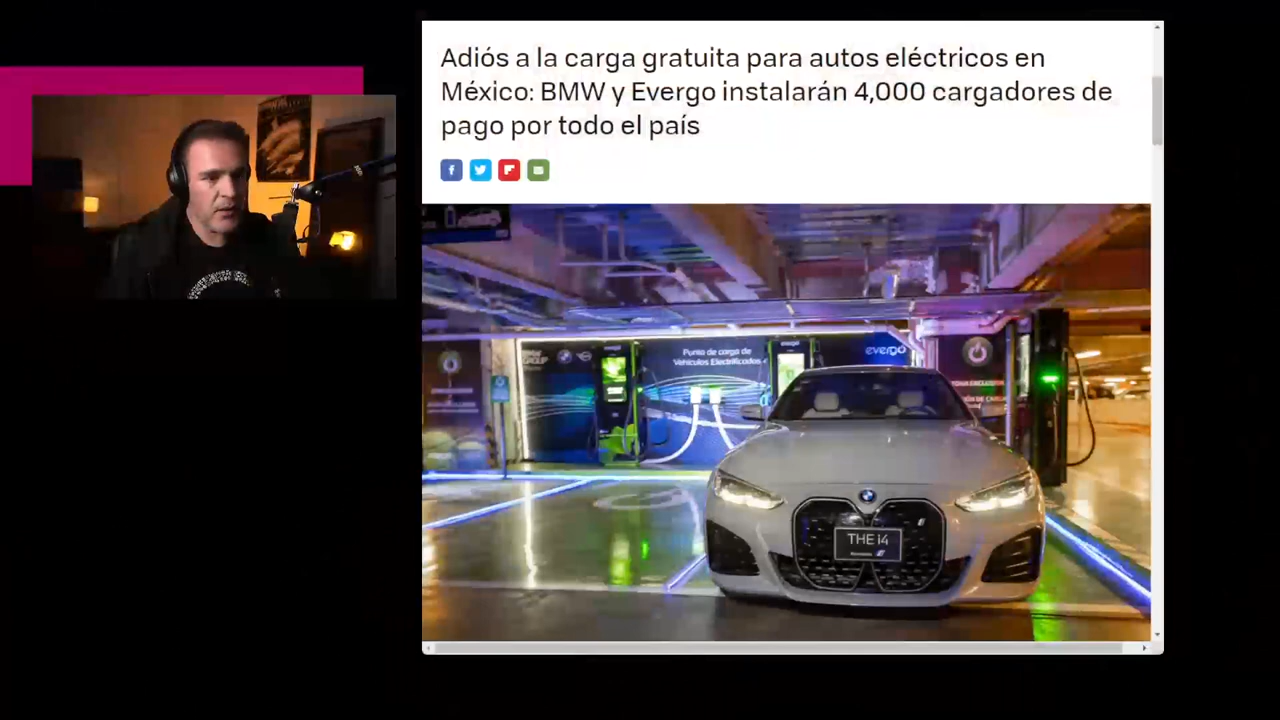 Adiós a la carga gratuita para autos eléctricos en
México: BMW y Evergo instalarán 4,000 cargadores de
pago por todo el país
Punto de carga de
Vehículos Electrificados
evergo
THE i4